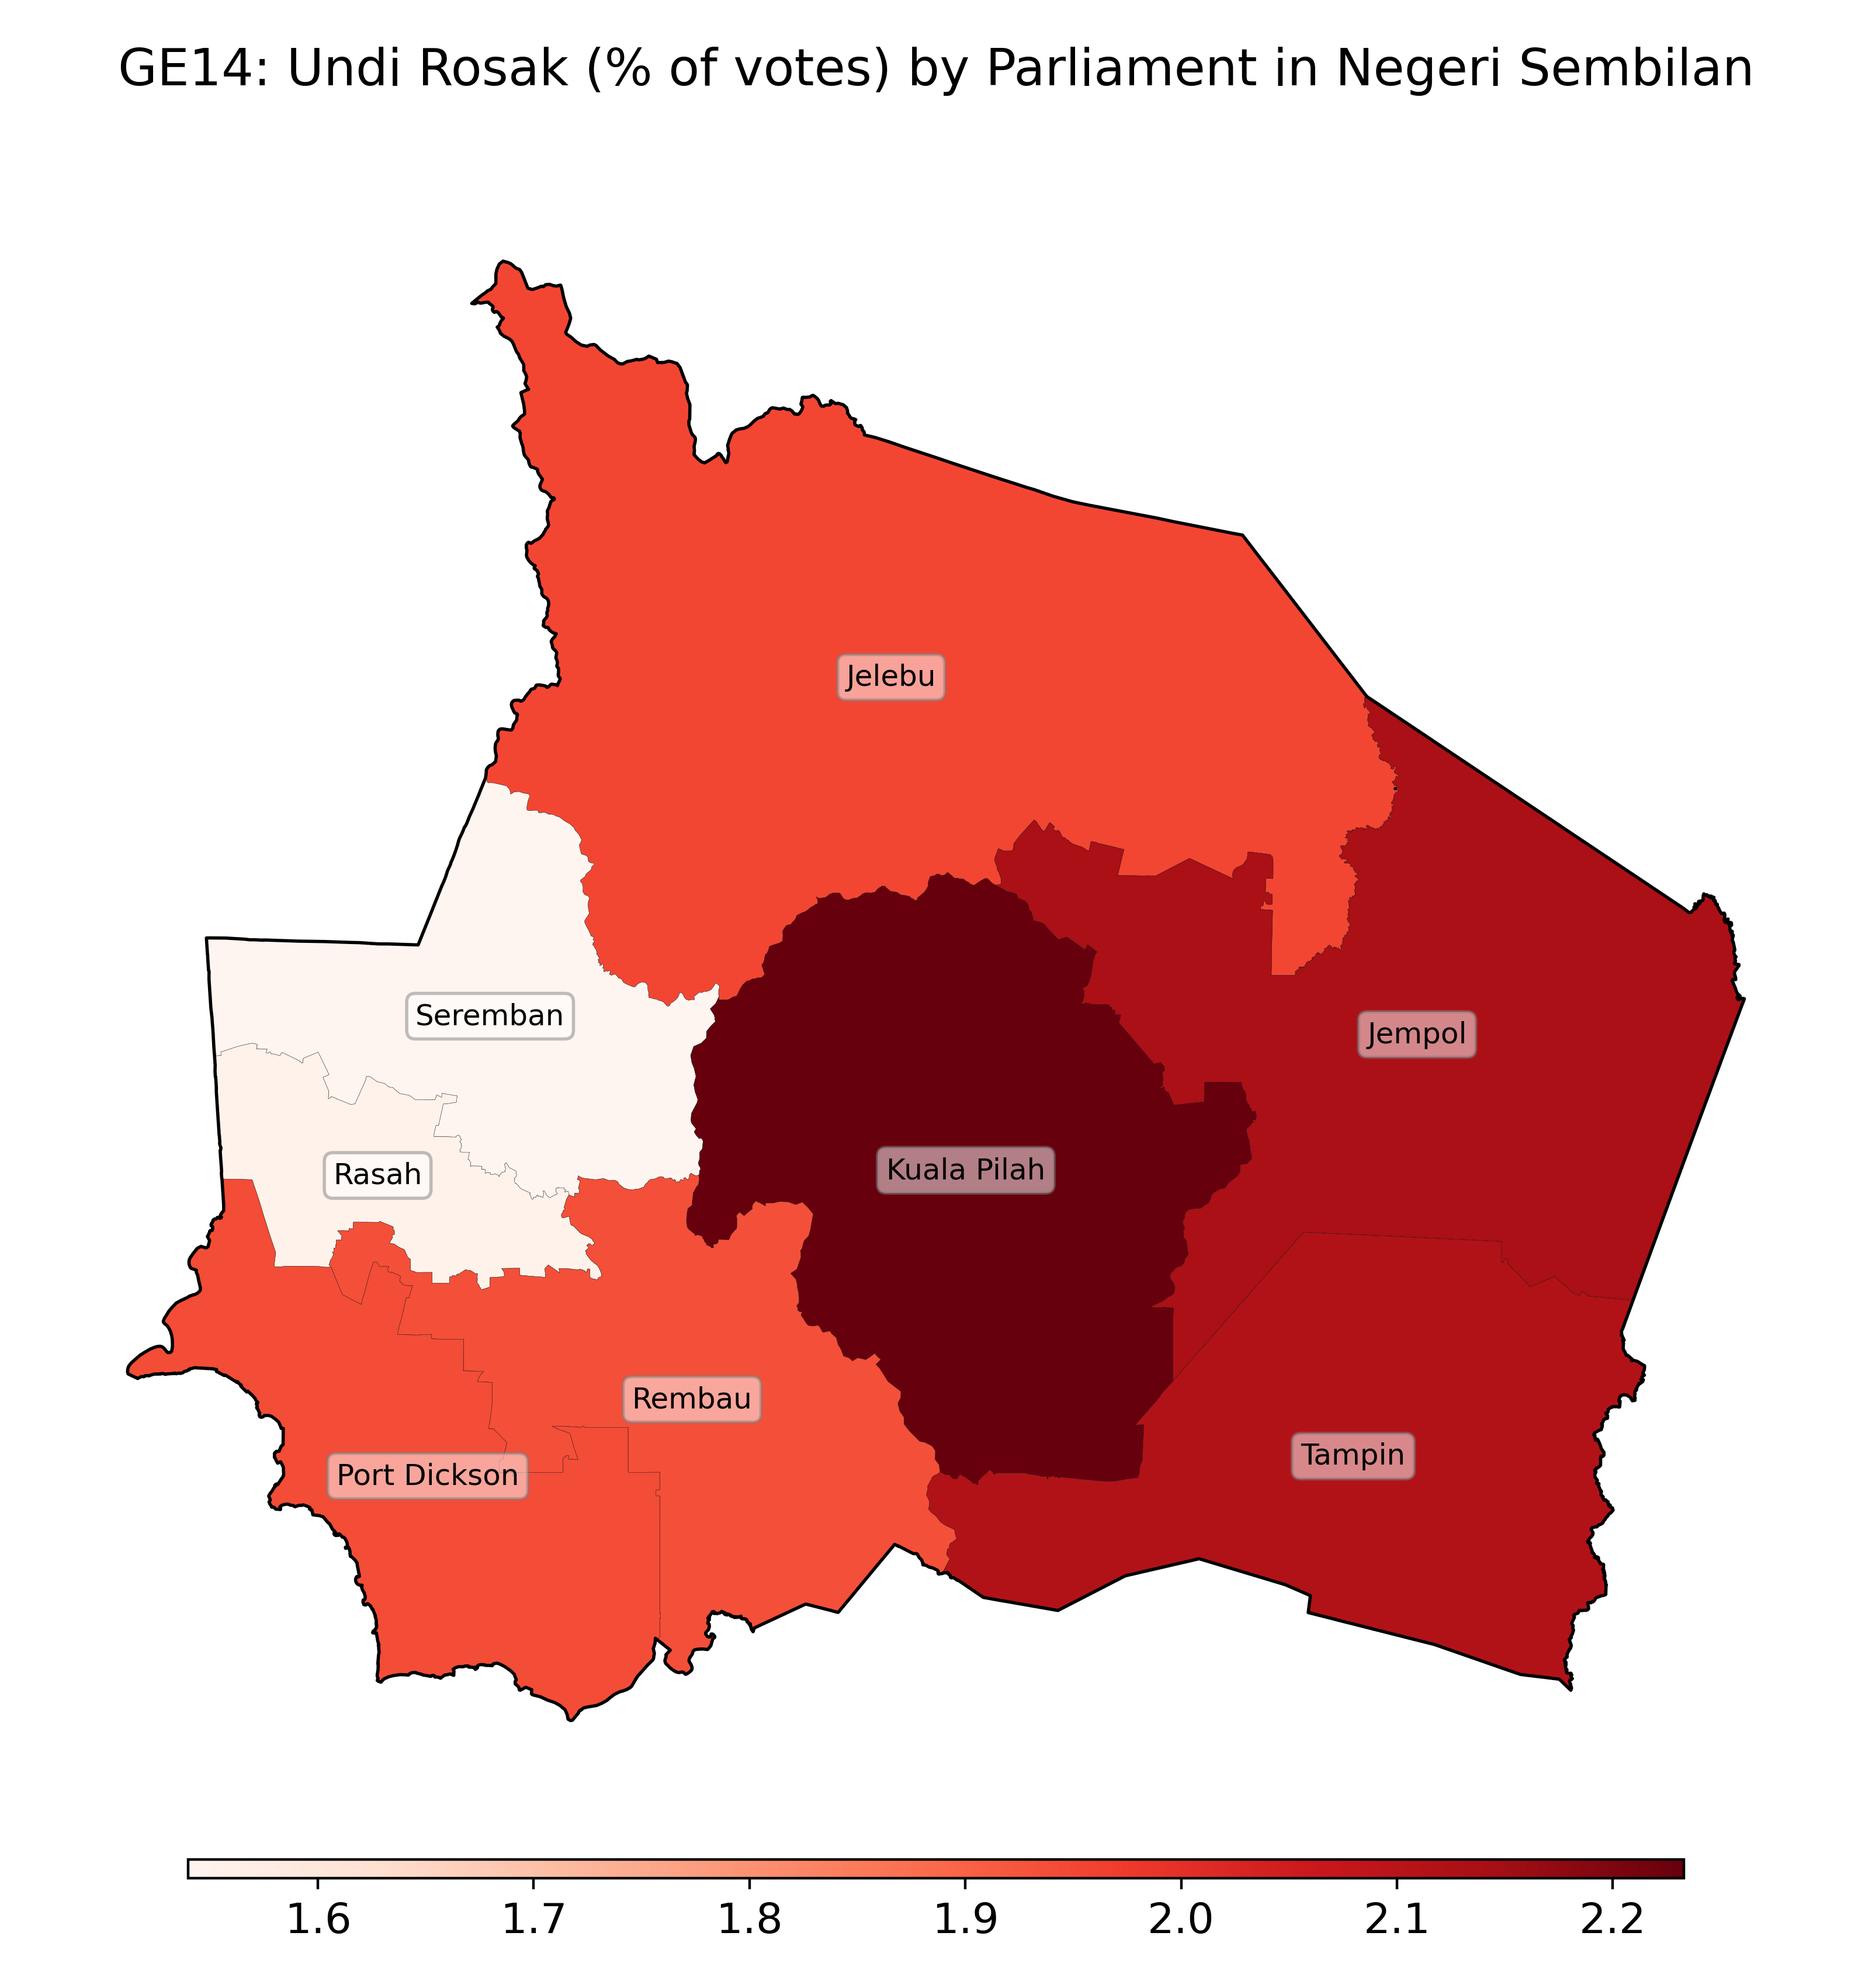 GE14: Undi Rosak (% of votes) by Parliament in Negeri Sembilan
Jelebu
Seremban
Jempol
Rasah
Kuala Pilah
Rembau
Tampin
Port Dickson
1.6 1.7 1.8 1.9 2.0 2.1 2.2